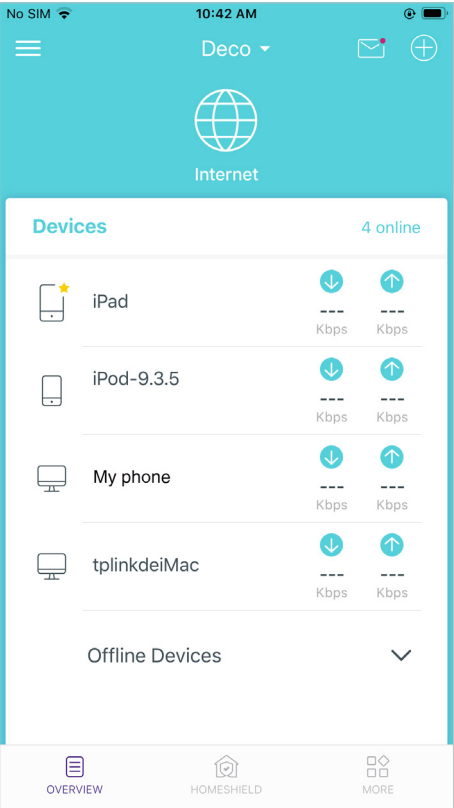 No SIM 10:42 AM
Deco
Internet
Devices 4 online
iPad
---
---
Kbps
Kbps
iPod-9.3.5
---
---
Kbps
Kbps
My phone
---
---
Kbps
Kbps
tplinkdeiMac
---
---
Kbps
Kbps
Offline Devices
OVERVIEW
HOMESHIELD
MORE